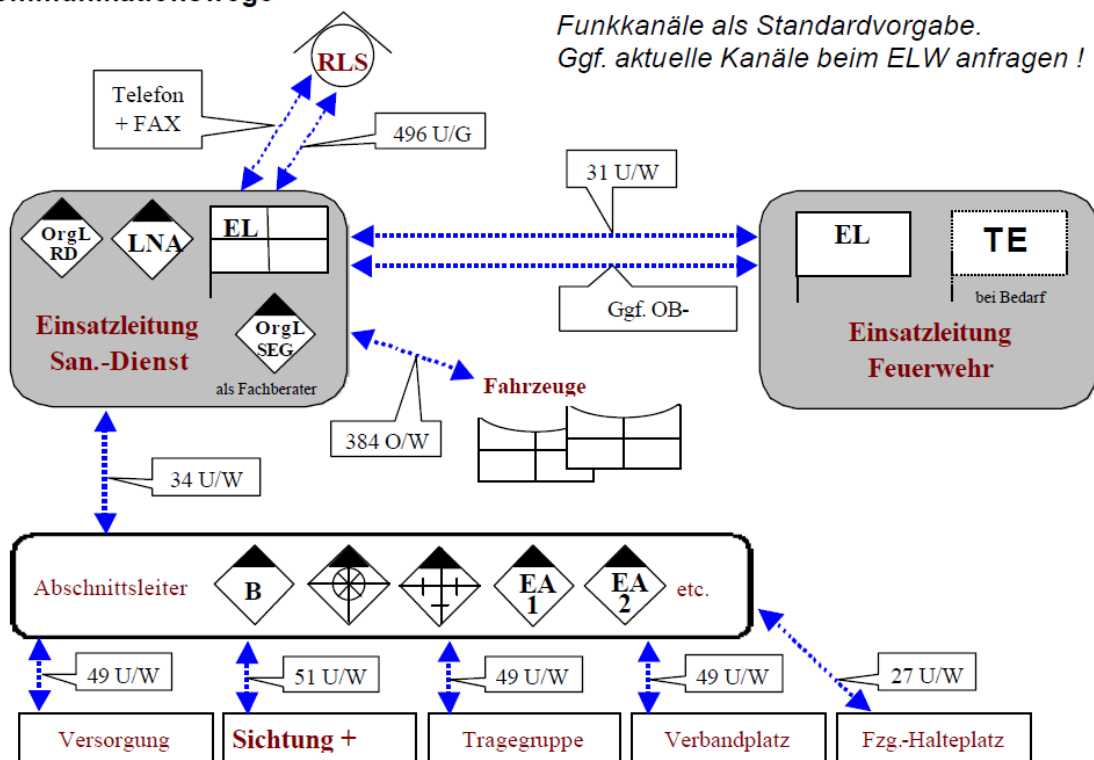 Funkkanäle als Standardvorgabe.
Ggf. aktuelle Kanäle beim ELW anfragen !
RLS
Telefon
+ FAX
496 U/G
31 U/W
OrgL
RD
LNA
EL
EL
TE
bei Bedarf
Ggf. OB-
Einsatzleitung
San.-Dienst
OrgL
SEG
als Fachberater
Einsatzleitung
Feuerwehr
Fahrzeuge
384 O/W
34 U/W
Abschnittsleiter
B
EA
1
EA
2
etc.
49 U/W
51 U/W
49 U/W
49 U/W
27 U/W
Versorgung
Sichtung +
Tragegruppe
Verbandplatz
Fzg.-Halteplatz